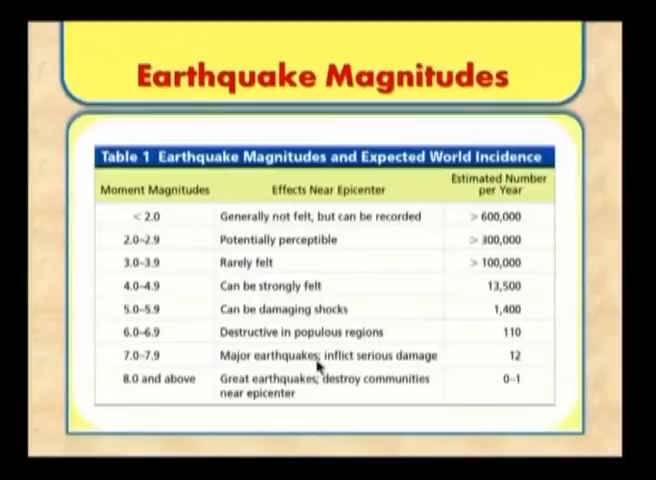 Earthquake Magnitudes
Table 1 Earthquake Magnitudes and Expected World Incidence
Moment Magnitudes Effects Near Epicenter Estimated Number per Year
< 2.0 Generally not felt, but can be recorded > 600,000
2.0–2.9 Potentially perceptible > 300,000
3.0–3.9 Rarely felt > 100,000
4.0–4.9 Can be strongly felt 13,500
5.0–5.9 Can be damaging shocks 1,400
6.0–6.9 Destructive in populous regions 110
7.0–7.9 Major earthquakes; inflict serious damage 12
8.0 and above Great earthquakes; destroy communities 0–1
near epicenter